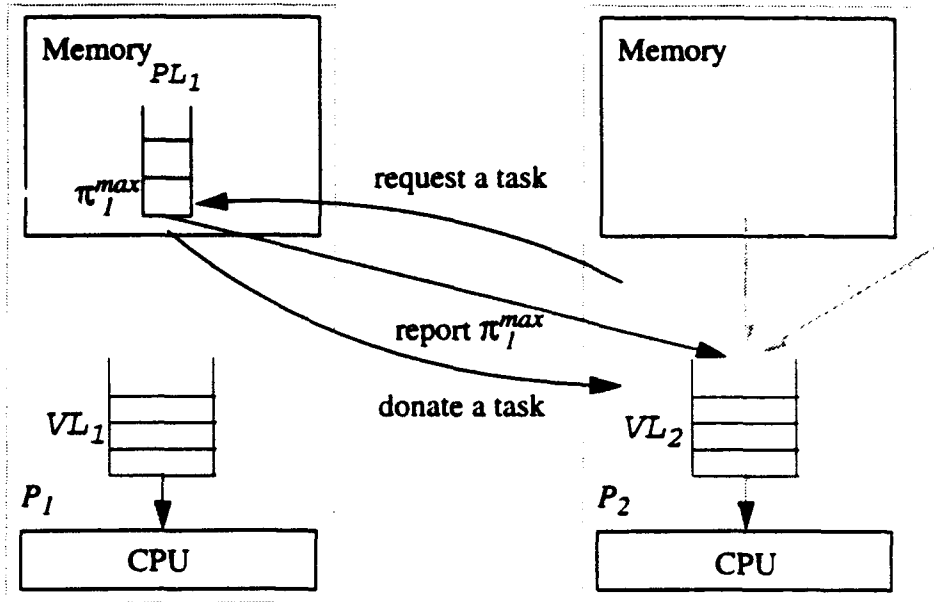 Memory
PL₁
π₁ᵐᵃˣ
request a task
report π₁ᵐᵃˣ
donate a task
VL₁
P₁
CPU
Memory
VL₂
P₂
CPU